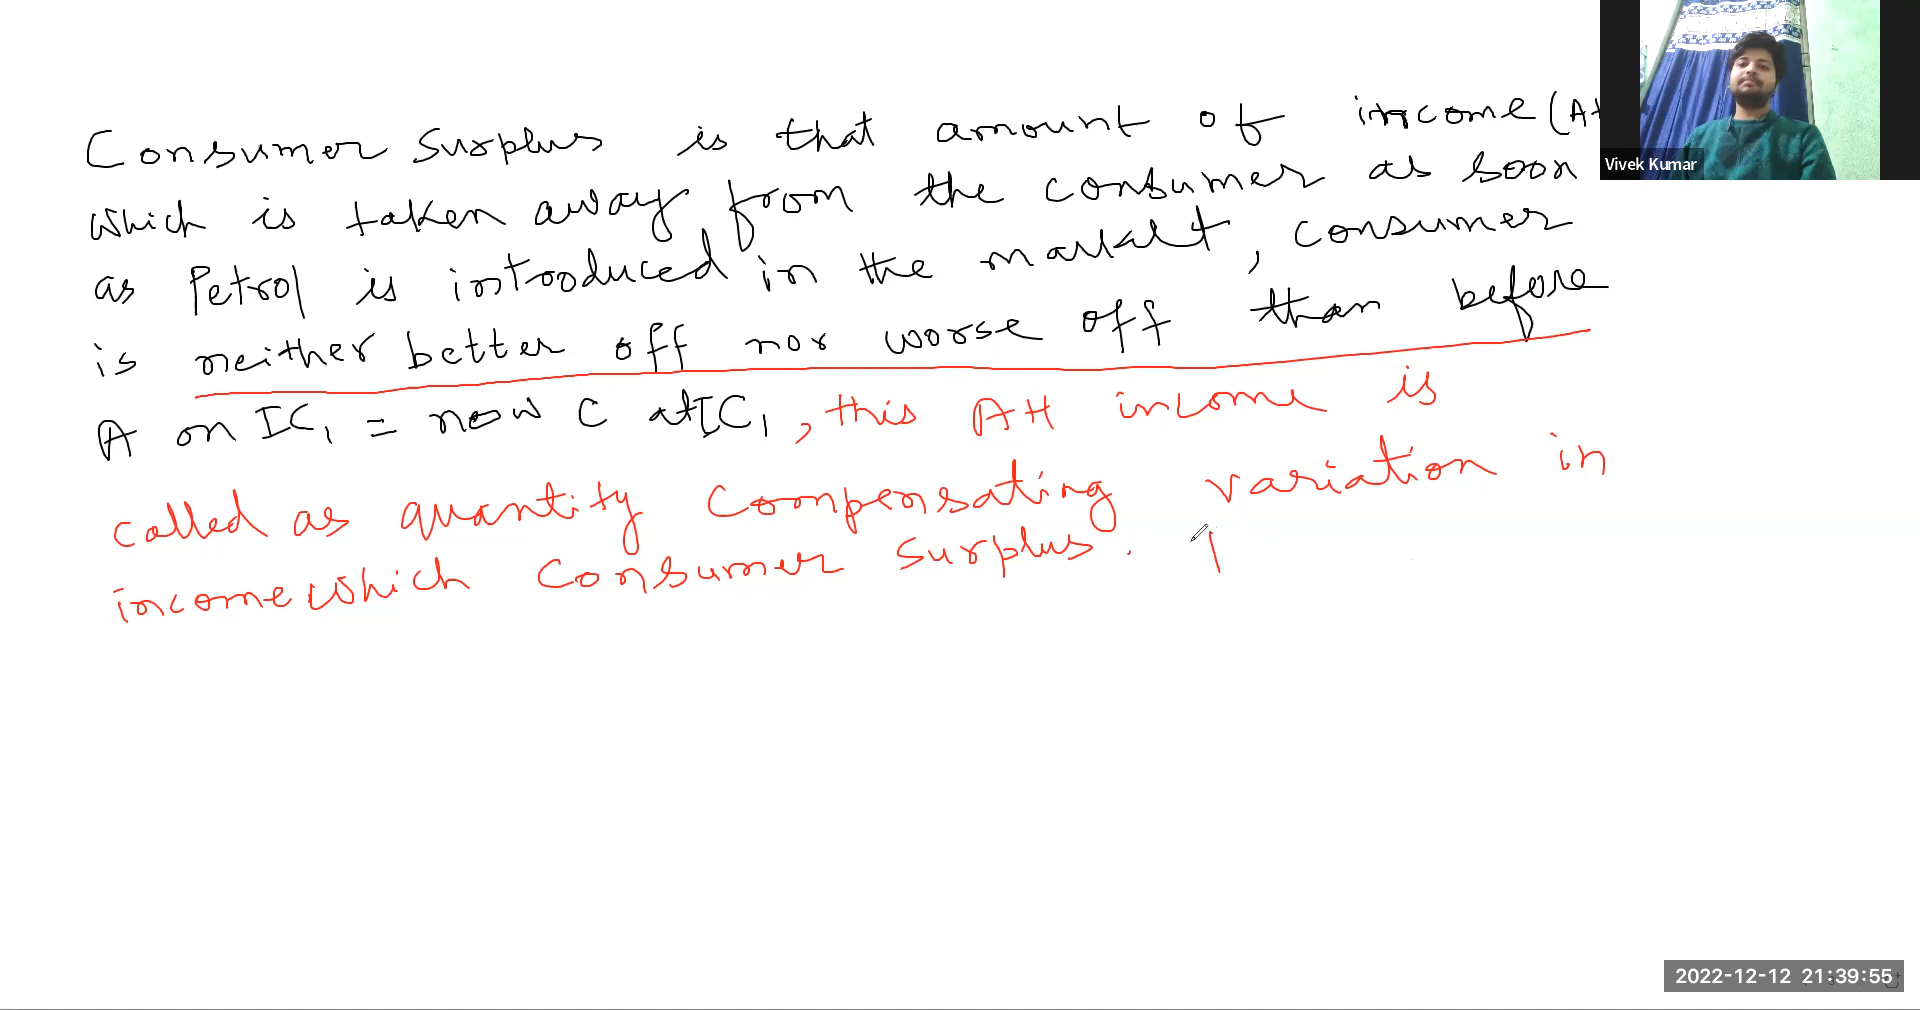 Consumer Surplus is that amount of income (AH
which is taken away from the consumer as soon
as Petrol is introduced in the market, consumer
is neither better off nor worse off than before
A on IC1 = now C at IC1, this AH income is
called as quantity compensating variation in
income which consumer surplus.
Vivek Kumar
2022-12-12 21:39:55